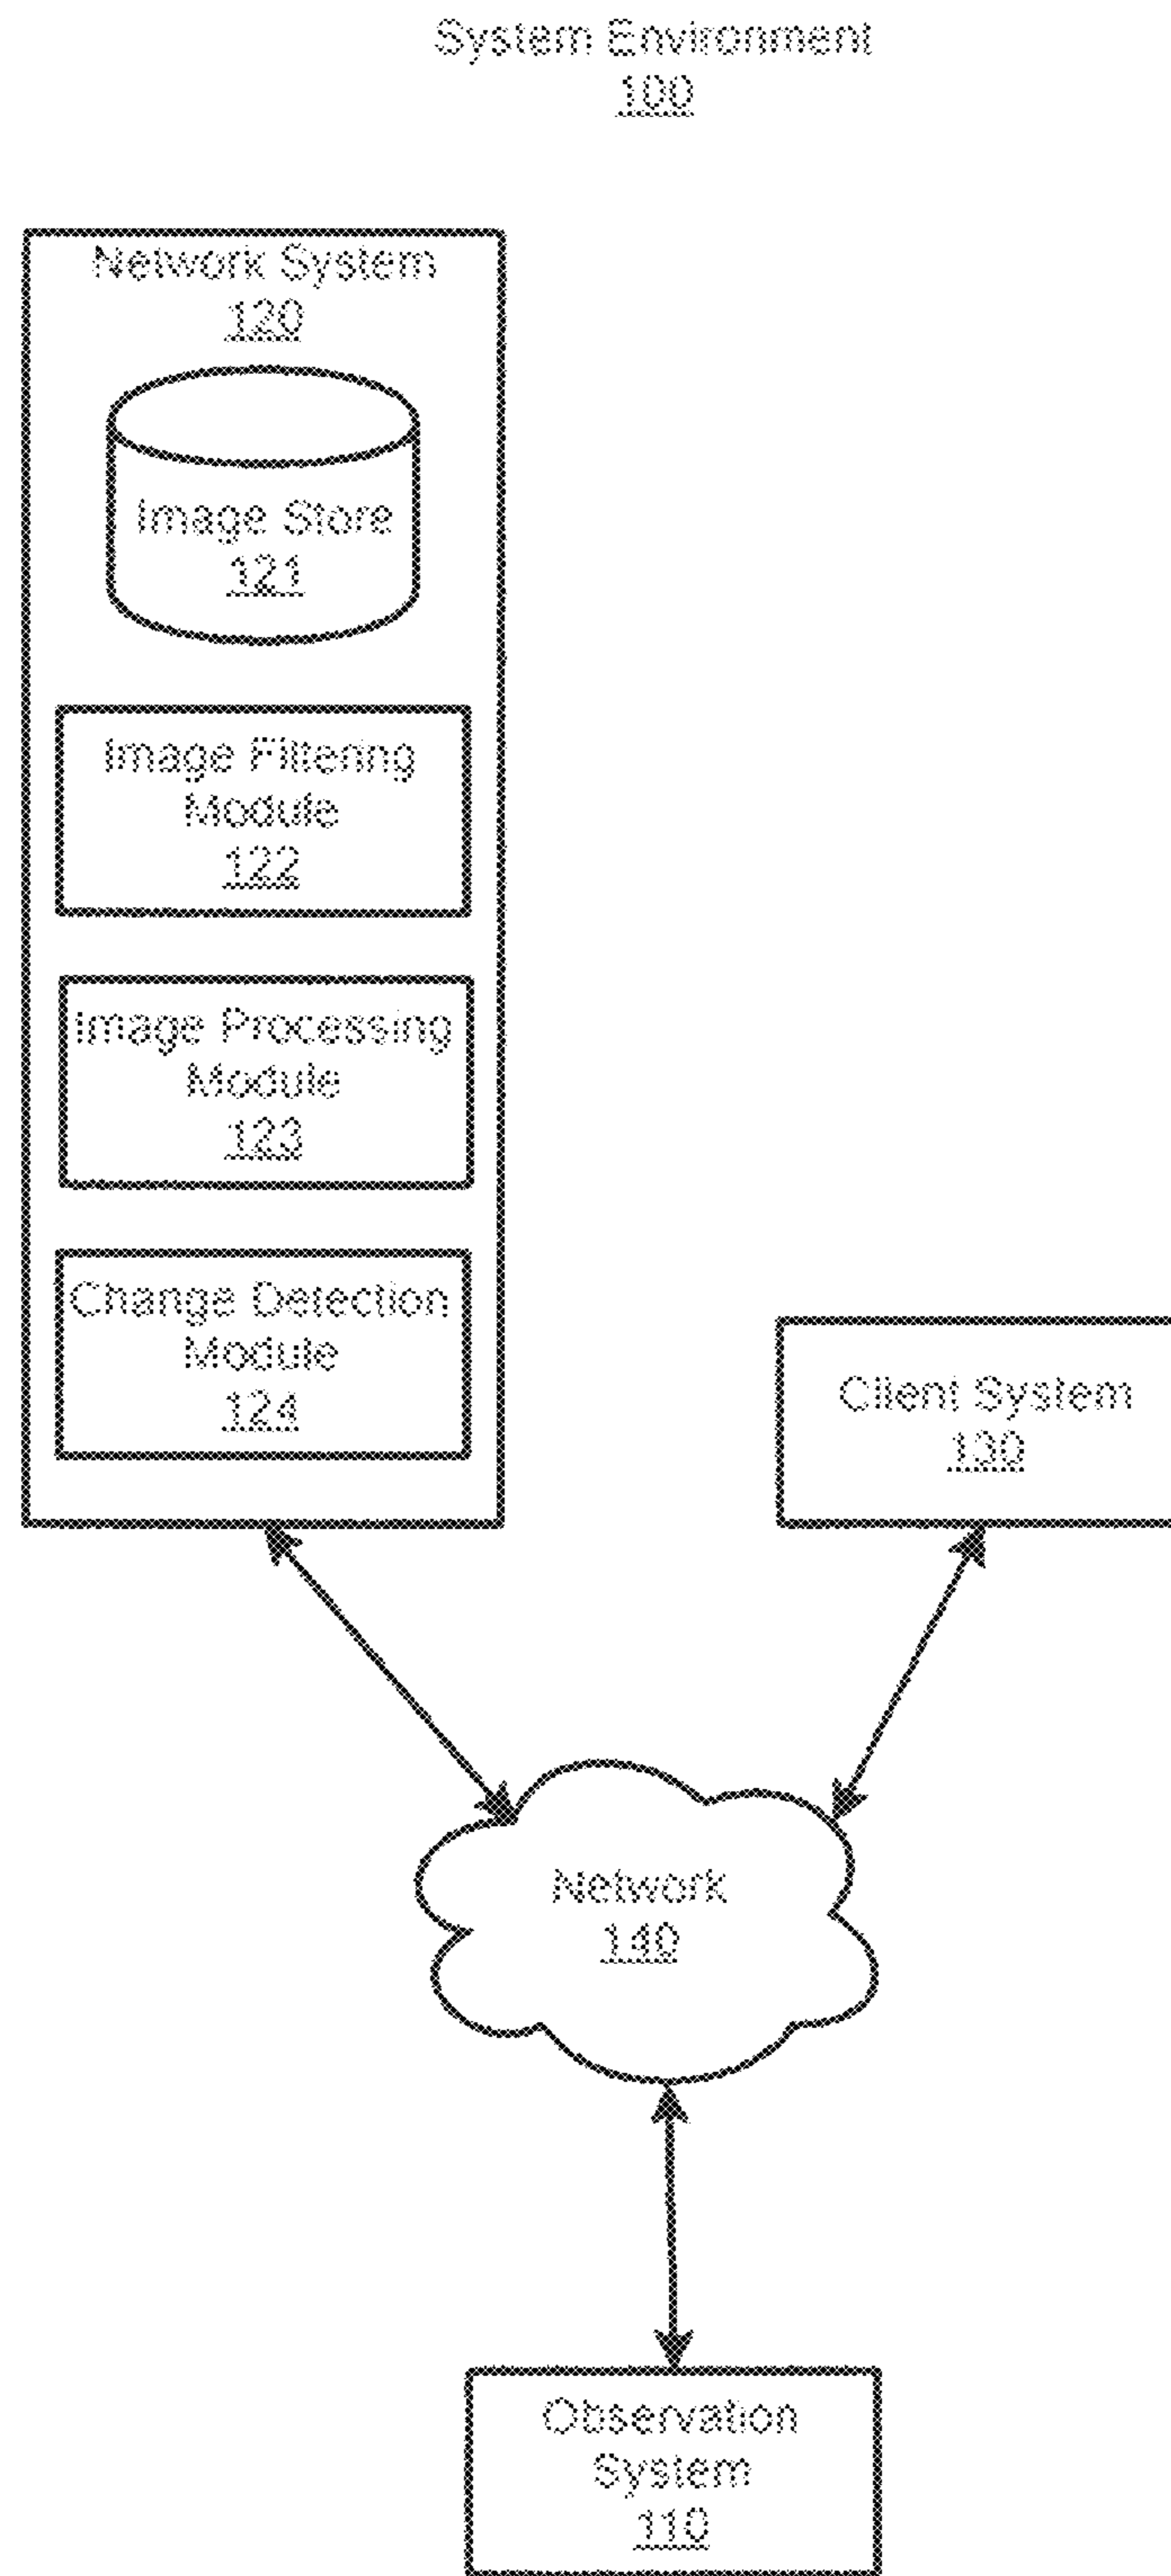 System Environment
100
Network System
120
Image Store
121
Image Filtering
Module
122
Image Processing
Module
123
Change Detection
Module
124
Client System
130
Network
140
Observation
System
110